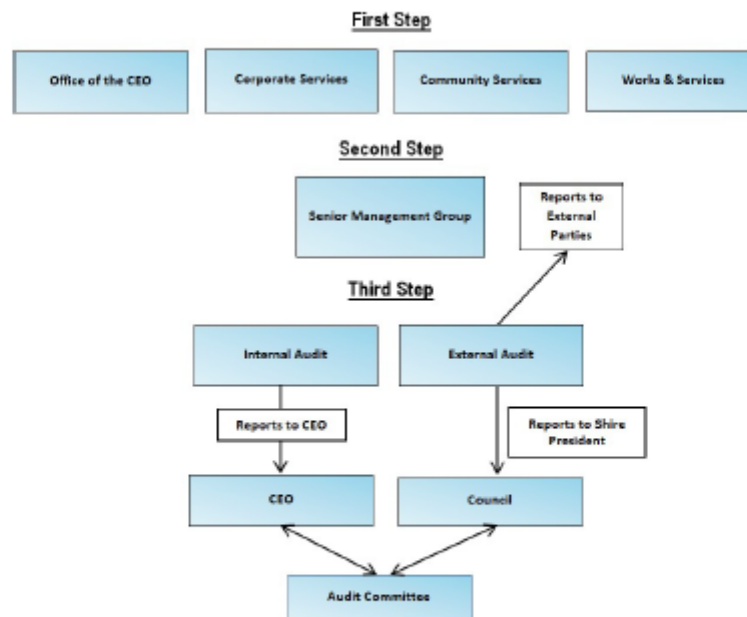 First Step
Office of the CEO
Corporate Services
Community Services
Works & Services
Second Step
Senior Management Group
Reports to
External
Parties
Third Step
Internal Audit
External Audit
Reports to CEO
Reports to Shire
President
CEO
Council
Audit Committee